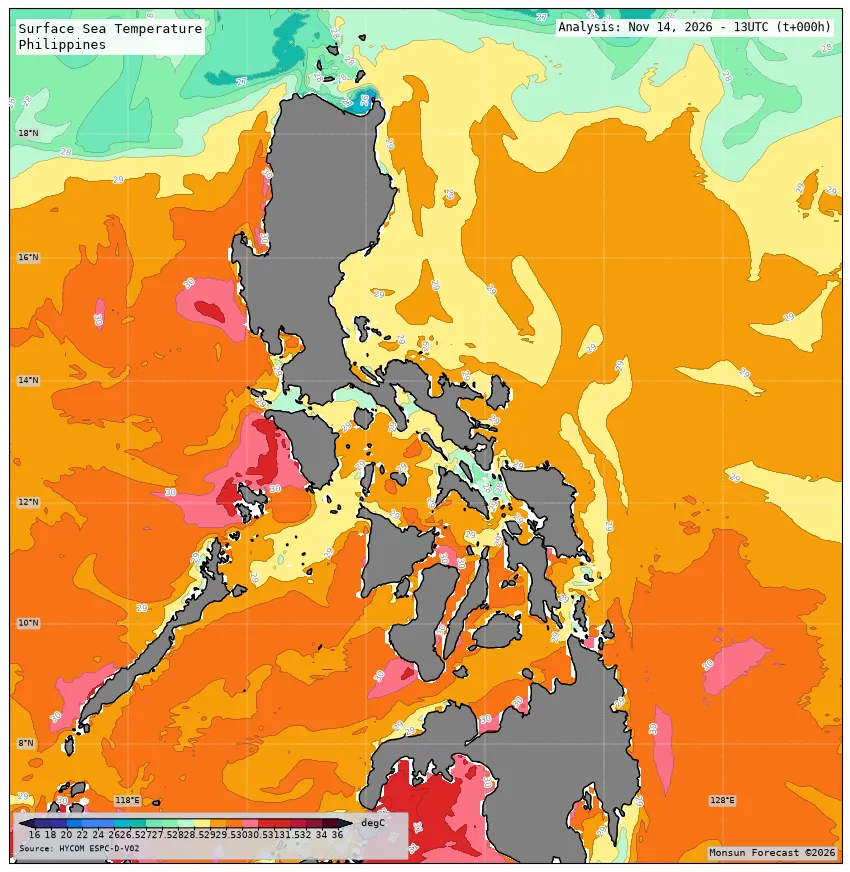 Surface Sea Temperature
Philippines
Analysis: Nov 14, 2026 - 13UTC (t+000h)
18°N
16°N
14°N
12°N
10°N
8°N
118°E
128°E
16 18 20 22 24 26 26.5 27 27.5 28 28.5 29 29.5 30 30.5 31 31.5 32 34 36
degC
Source: HYCOM ESPC-D-V02
Monsun Forecast ©2026